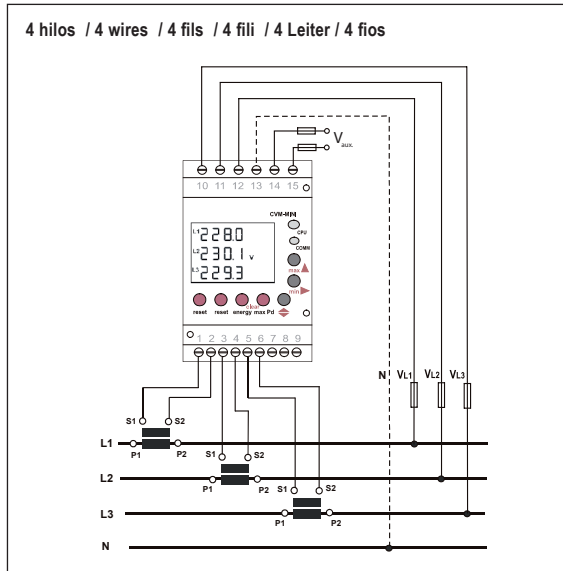 4 hilos / 4 wires / 4 fils / 4 fili / 4 Leiter / 4 fios
Vaux.
10 11 12 13 14 15
CVM-MINI
CPU
COMM
L1 228.0
L2 230.1 V
L3 229.3
max
min
clear
reset reset energy max Pd
1 2 3 4 5 6 7 8 9
N VL1 VL2 VL3
S1 S2
L1 P1 P2
S1 S2
L2 P1 P2
S1 S2
L3 P1 P2
N